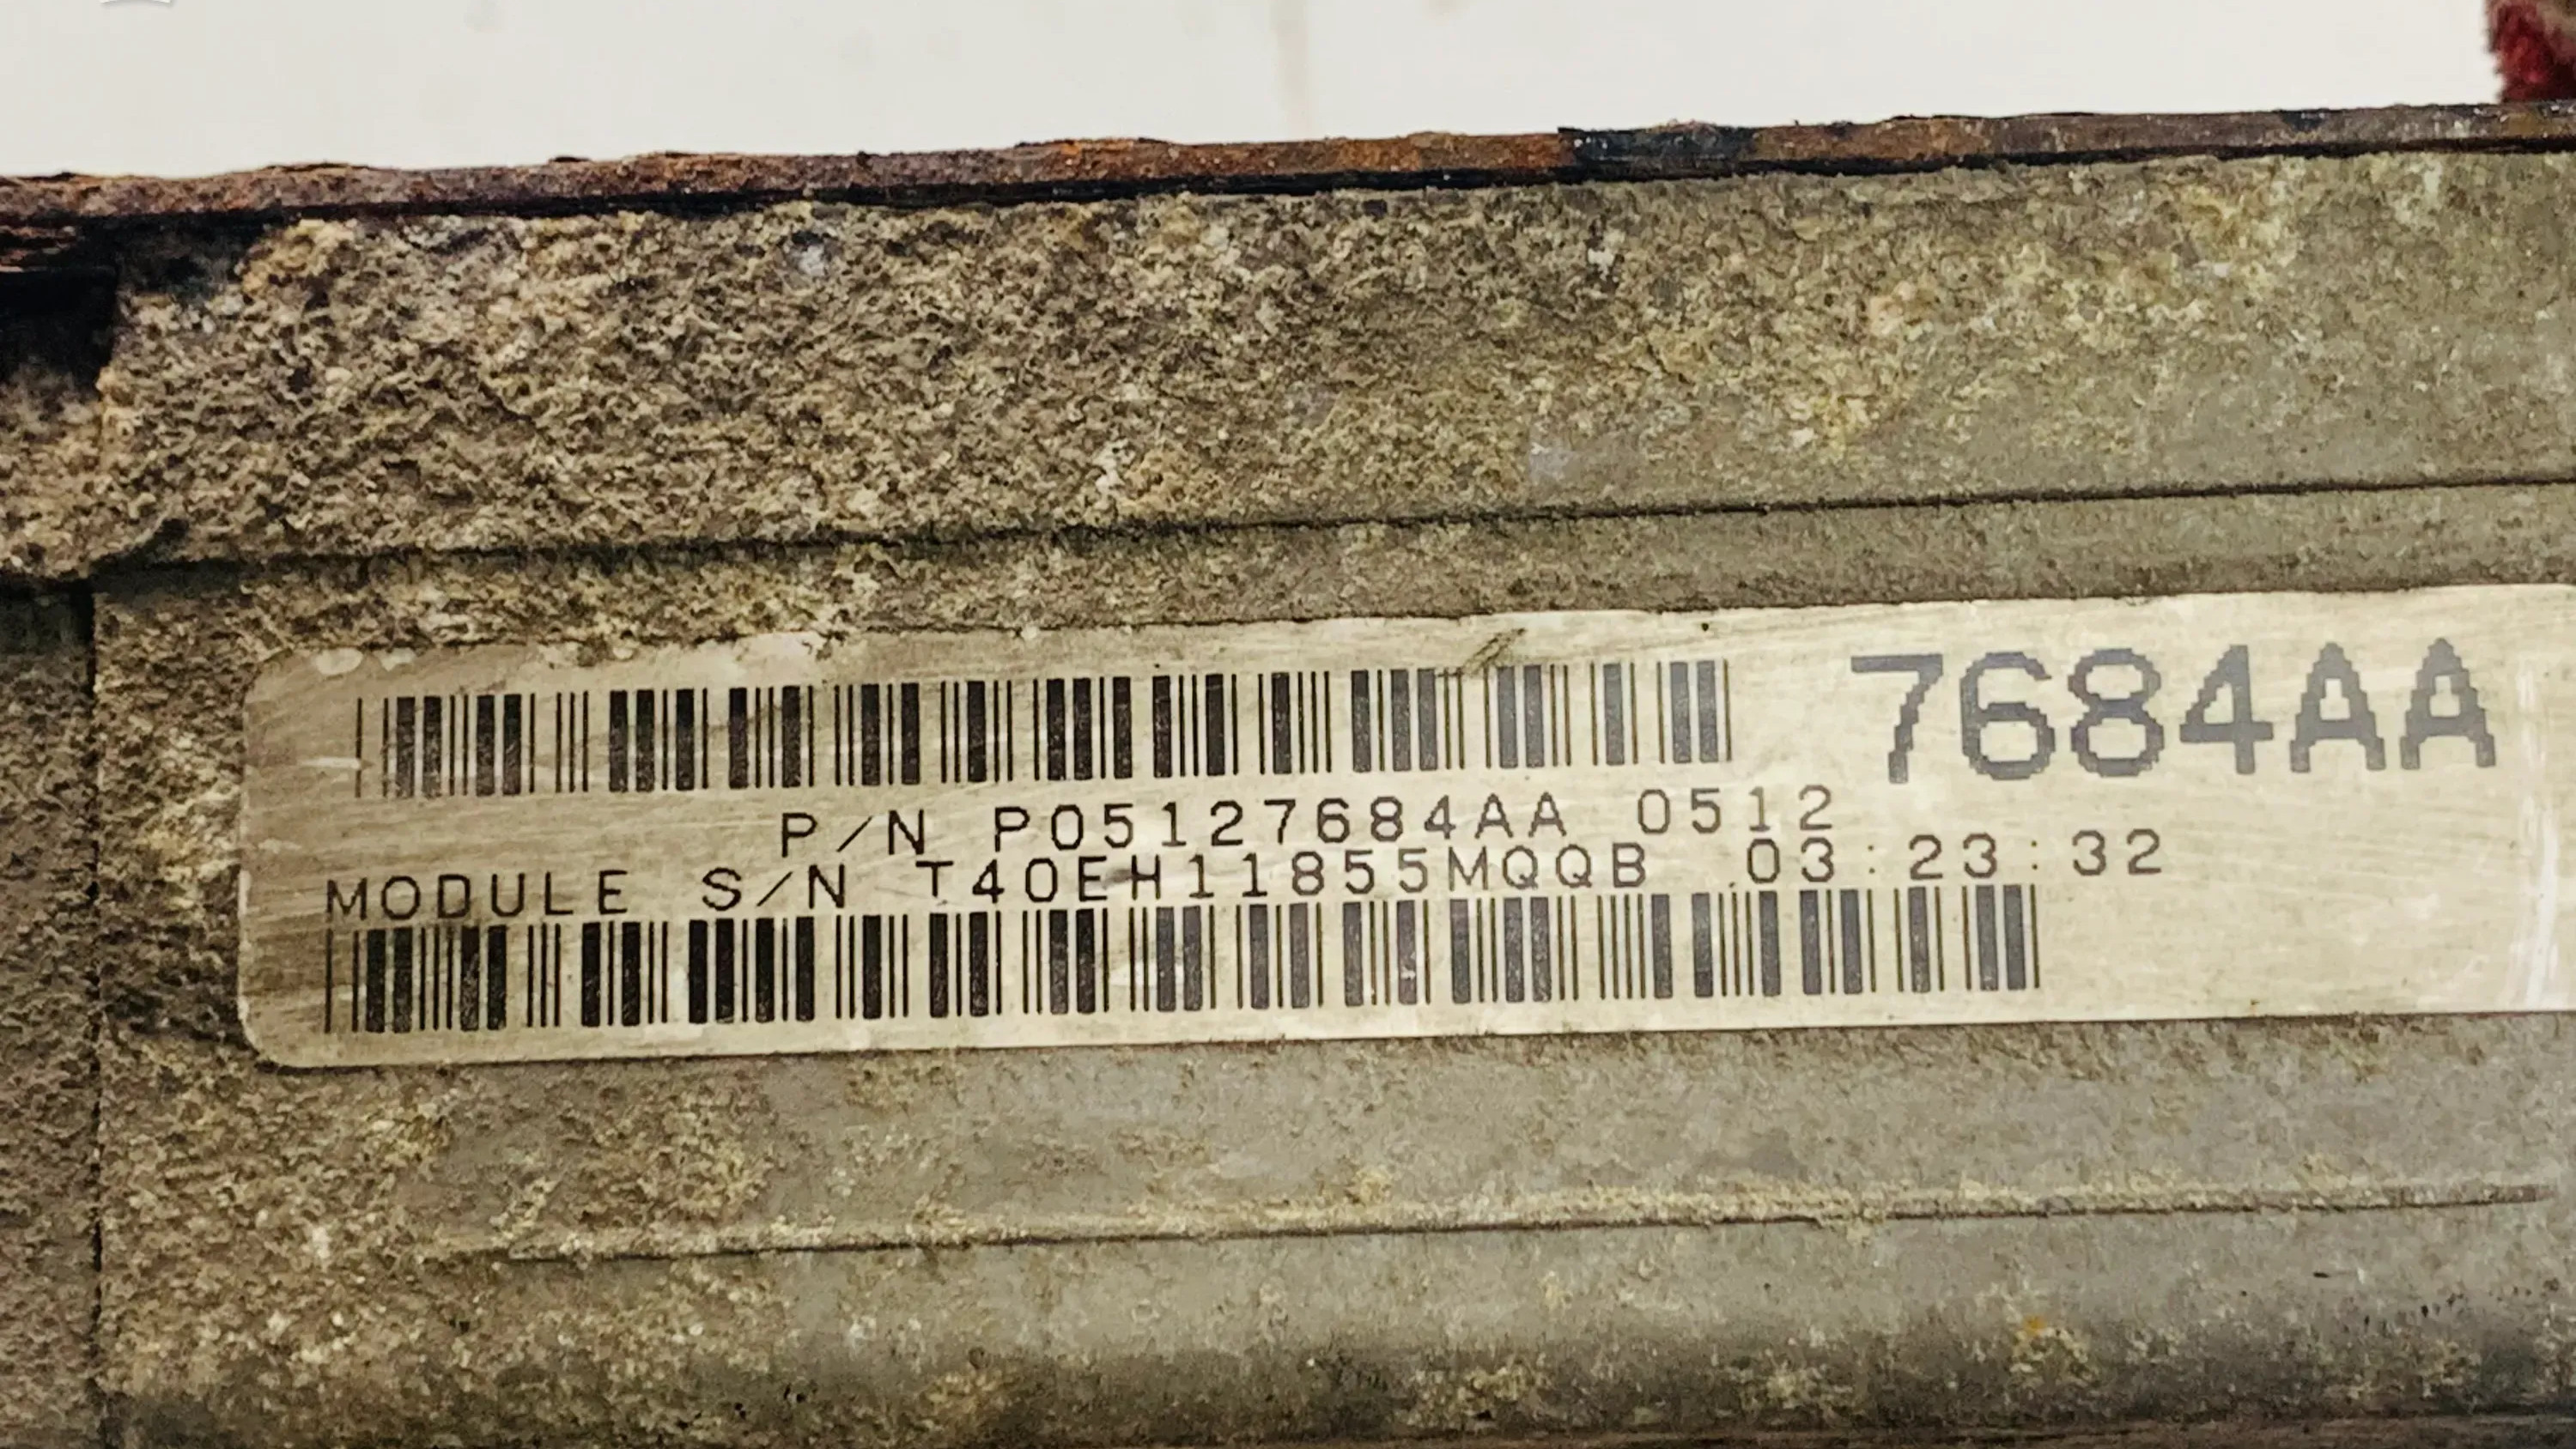 7684AA
P/N P05127684AA 0512
MODULE S/N T40EH11855MQQB 03:23:32